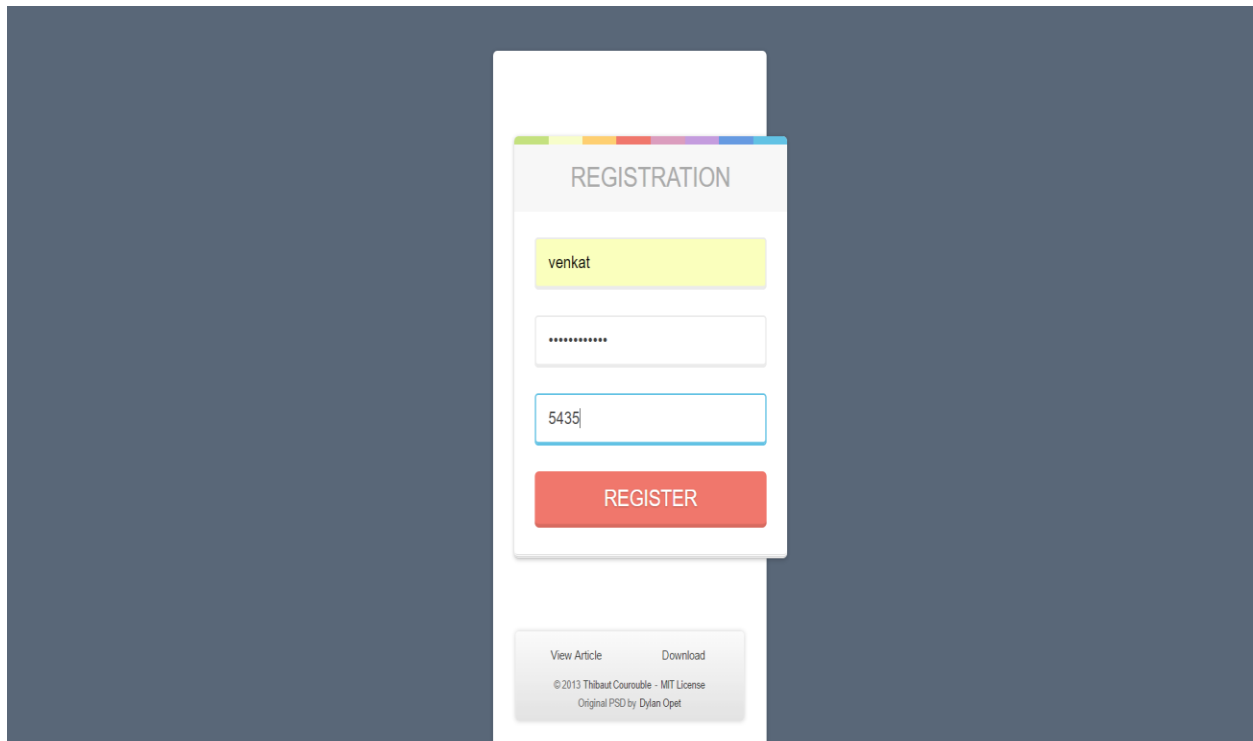 REGISTRATION
venkat
••••••••••••
5435
REGISTER
View Article Download
©2013 Thibaut Courouble - MIT License
Original PSD by Dylan Opet